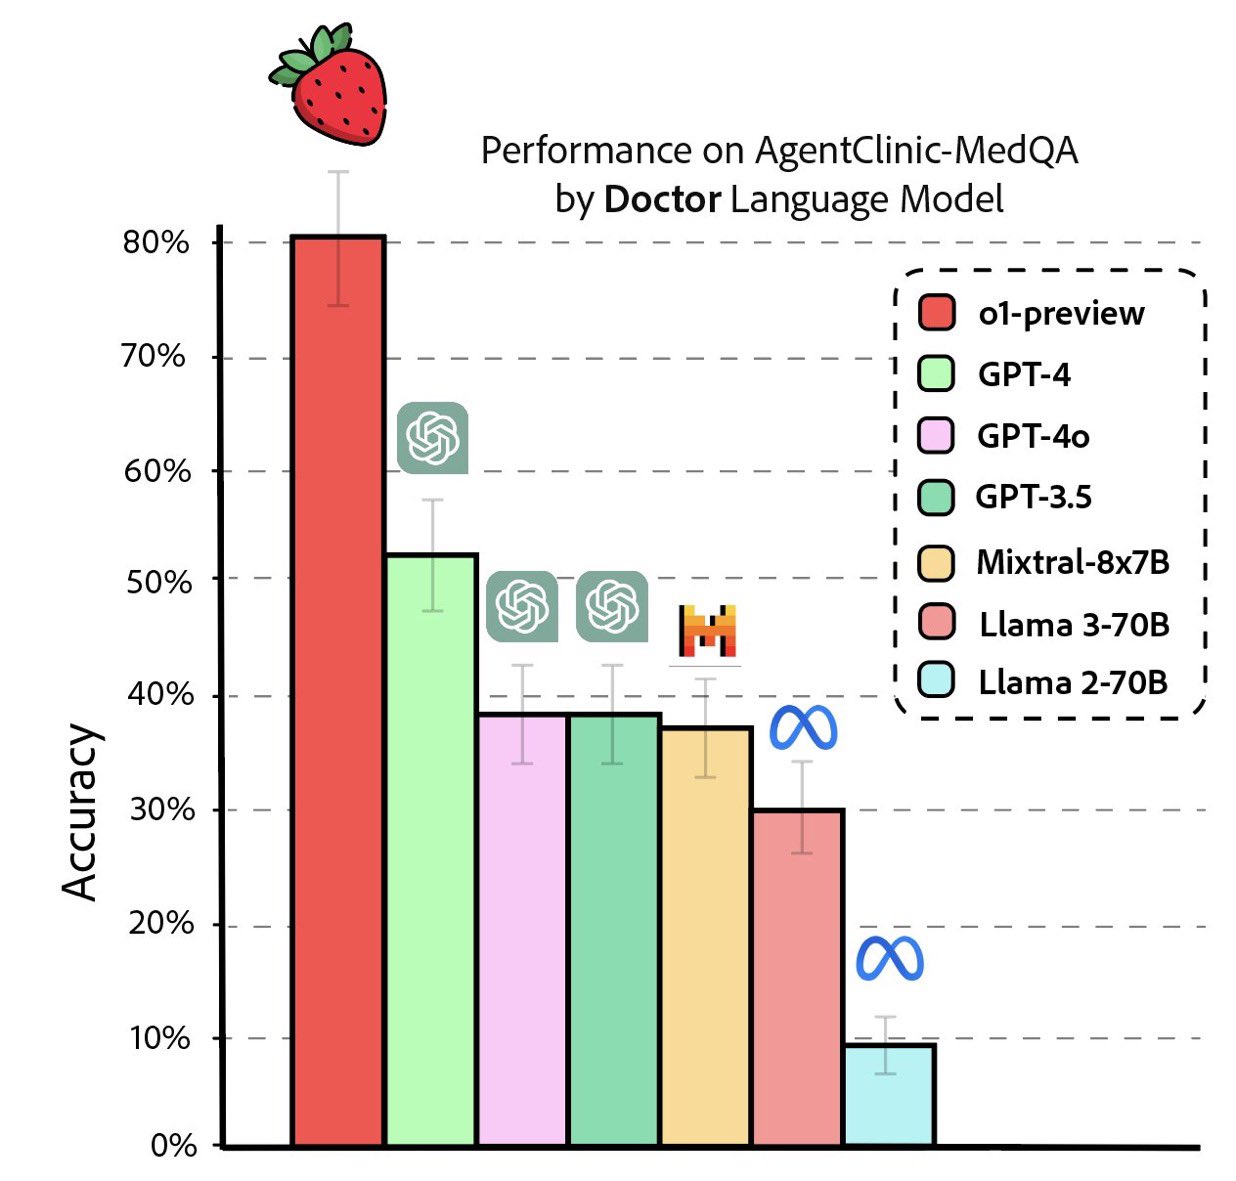 Performance on AgentClinic-MedQA
by Doctor Language Model
80%
70%
60%
50%
40%
30%
20%
10%
0%
Accuracy
o1-preview
GPT-4
GPT-4o
GPT-3.5
Mixtral-8x7B
Llama 3-70B
Llama 2-70B